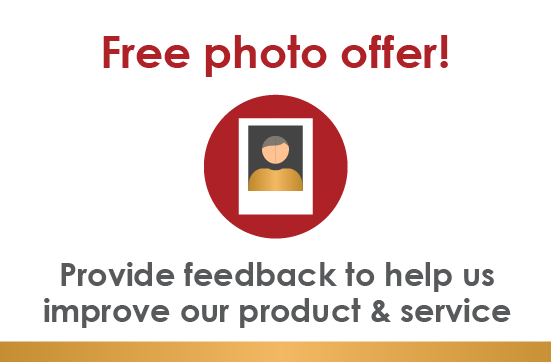 Free photo offer!
Provide feedback to help us
improve our product & service